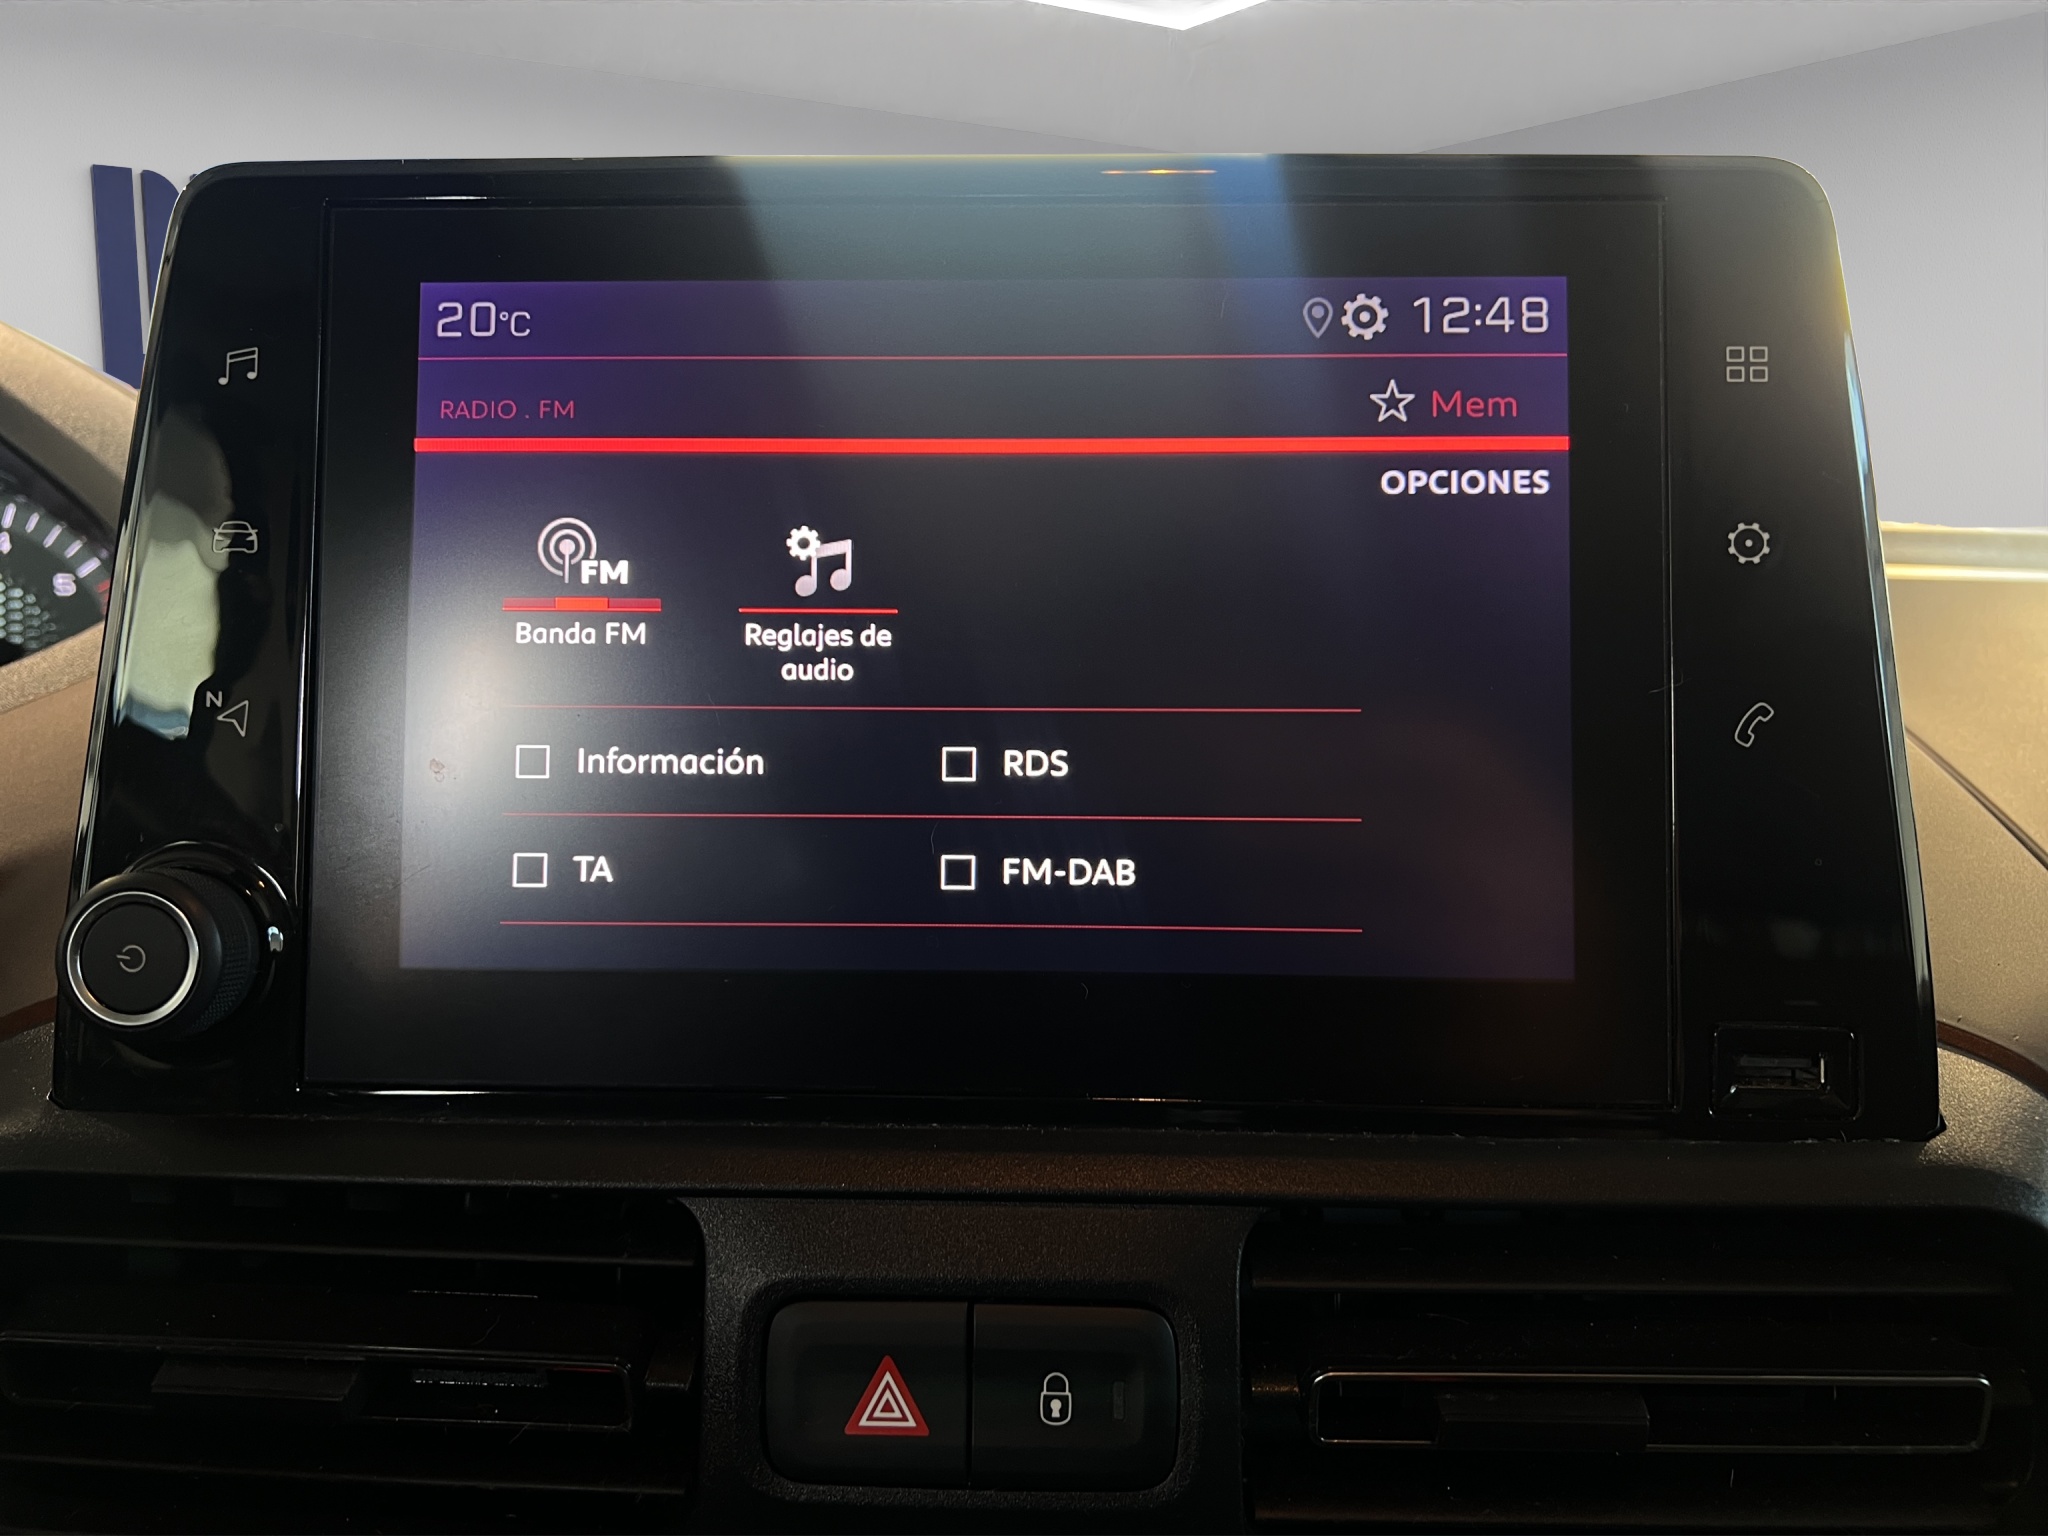 20°C 12:48
RADIO . FM Mem
OPCIONES
FM
Banda FM
Reglajes de
audio
Información RDS
TA FM-DAB
N